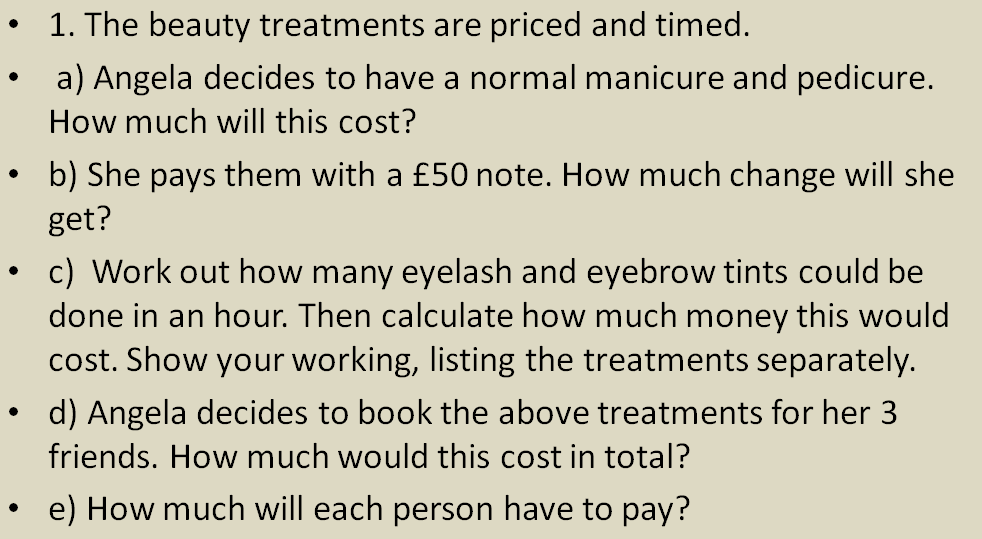 • 1. The beauty treatments are priced and timed.
• a) Angela decides to have a normal manicure and pedicure.
How much will this cost?
• b) She pays them with a £50 note. How much change will she
get?
• c) Work out how many eyelash and eyebrow tints could be
done in an hour. Then calculate how much money this would
cost. Show your working, listing the treatments separately.
• d) Angela decides to book the above treatments for her 3
friends. How much would this cost in total?
• e) How much will each person have to pay?